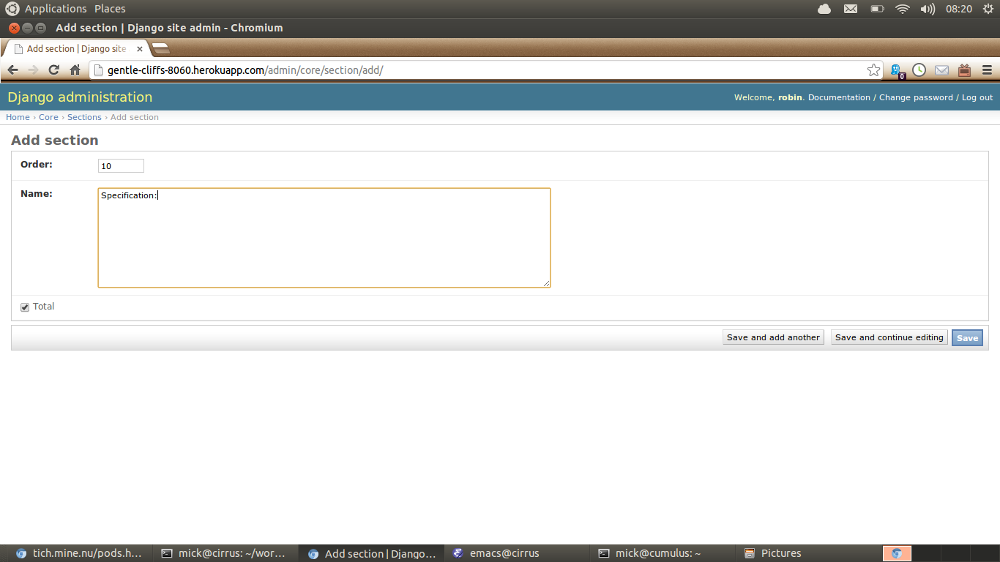 Applications Places 08:20
Add section | Django site admin - Chromium
Add section | Django site
gentle-cliffs-8060.herokuapp.com/admin/core/section/add/
0
Django administration
Welcome, robin. Documentation / Change password / Log out
Home › Core › Sections › Add section
Add section
Order:
10
Name:
Specification:
Total
Save and add another
Save and continue editing
Save
tich.mine.nu/pods.h...
mick@cirrus: ~/wor...
Add section | Django...
emacs@cirrus
mick@cumulus: ~
Pictures